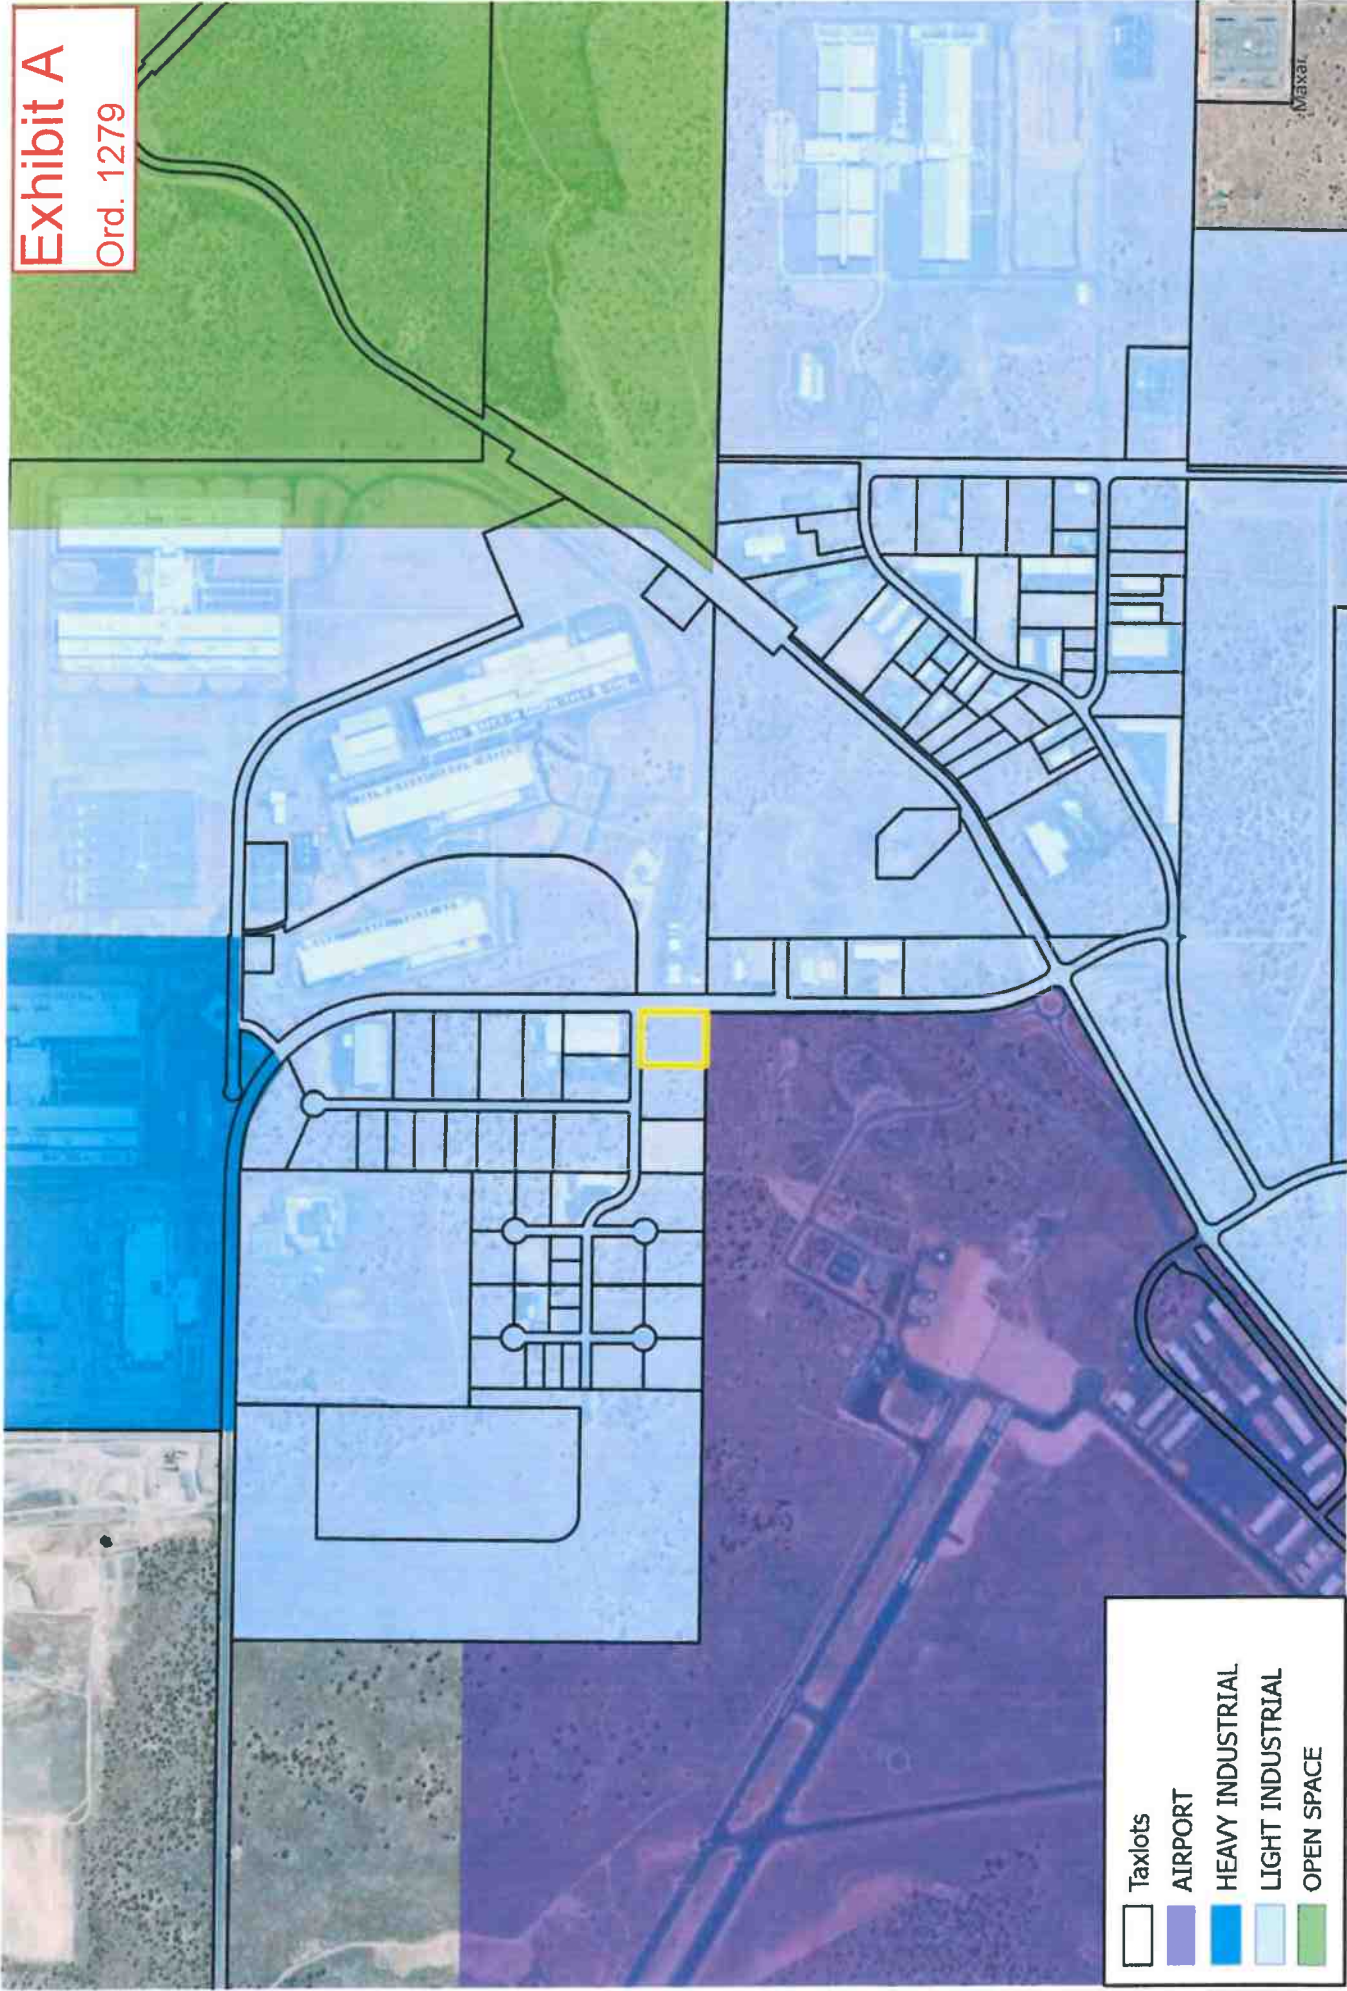 Exhibit A
Ord. 1279
Maxar
Taxlots
AIRPORT
HEAVY INDUSTRIAL
LIGHT INDUSTRIAL
OPEN SPACE